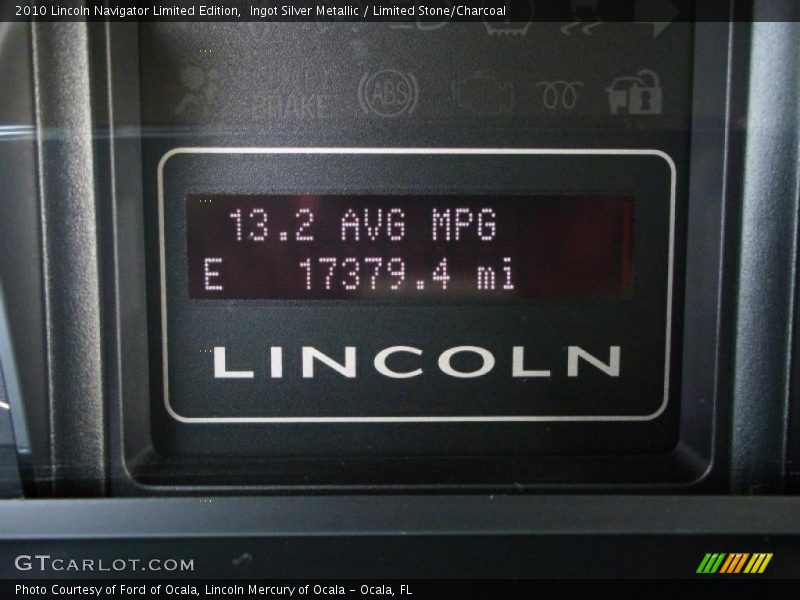 2010 Lincoln Navigator Limited Edition,  Ingot Silver Metallic / Limited Stone/Charcoal
BRAKE ABS
13.2 AVG MPG
E 17379.4 mi
LINCOLN
GTCARLOT.COM
Photo Courtesy of Ford of Ocala, Lincoln Mercury of Ocala - Ocala, FL